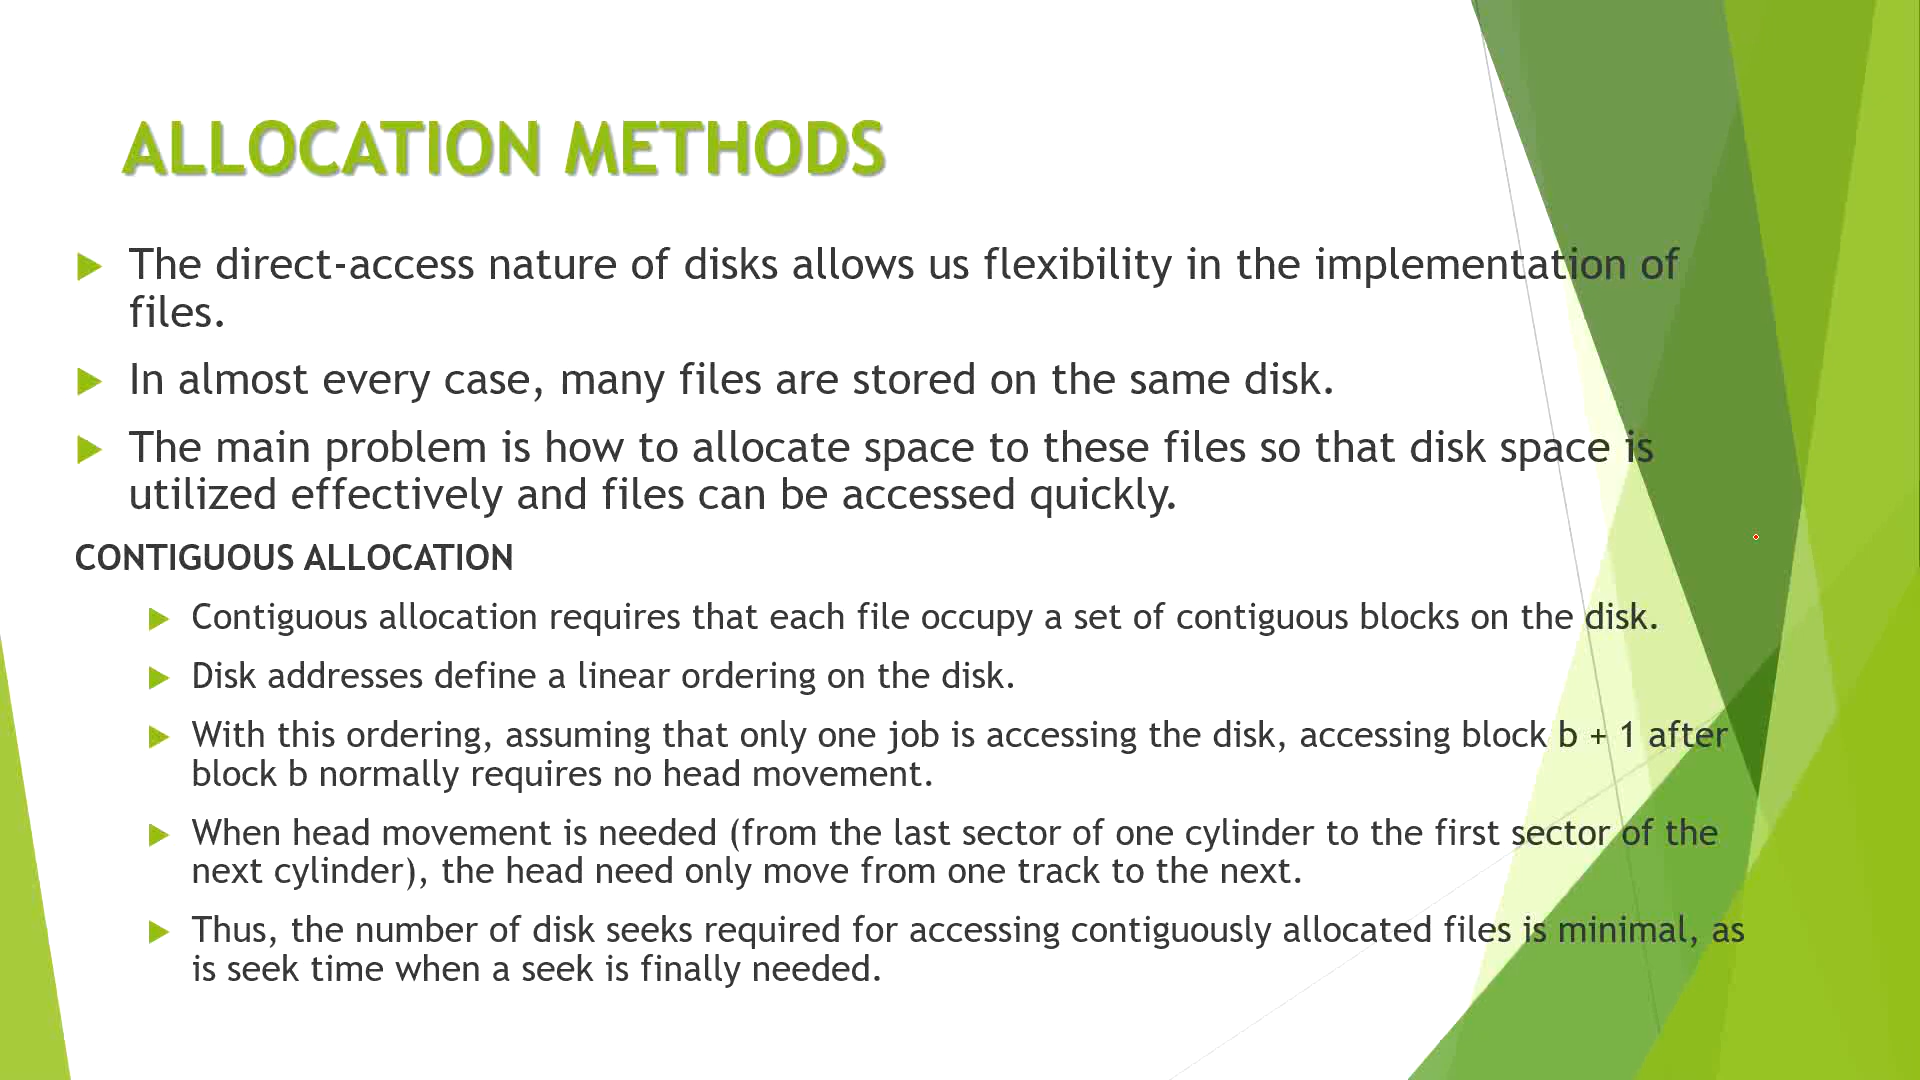 ALLOCATION METHODS
The direct-access nature of disks allows us flexibility in the implementation of
files.
In almost every case, many files are stored on the same disk.
The main problem is how to allocate space to these files so that disk space is
utilized effectively and files can be accessed quickly.
CONTIGUOUS ALLOCATION
Contiguous allocation requires that each file occupy a set of contiguous blocks on the disk.
Disk addresses define a linear ordering on the disk.
With this ordering, assuming that only one job is accessing the disk, accessing block b + 1 after
block b normally requires no head movement.
When head movement is needed (from the last sector of one cylinder to the first sector of the
next cylinder), the head need only move from one track to the next.
Thus, the number of disk seeks required for accessing contiguously allocated files is minimal, as
is seek time when a seek is finally needed.